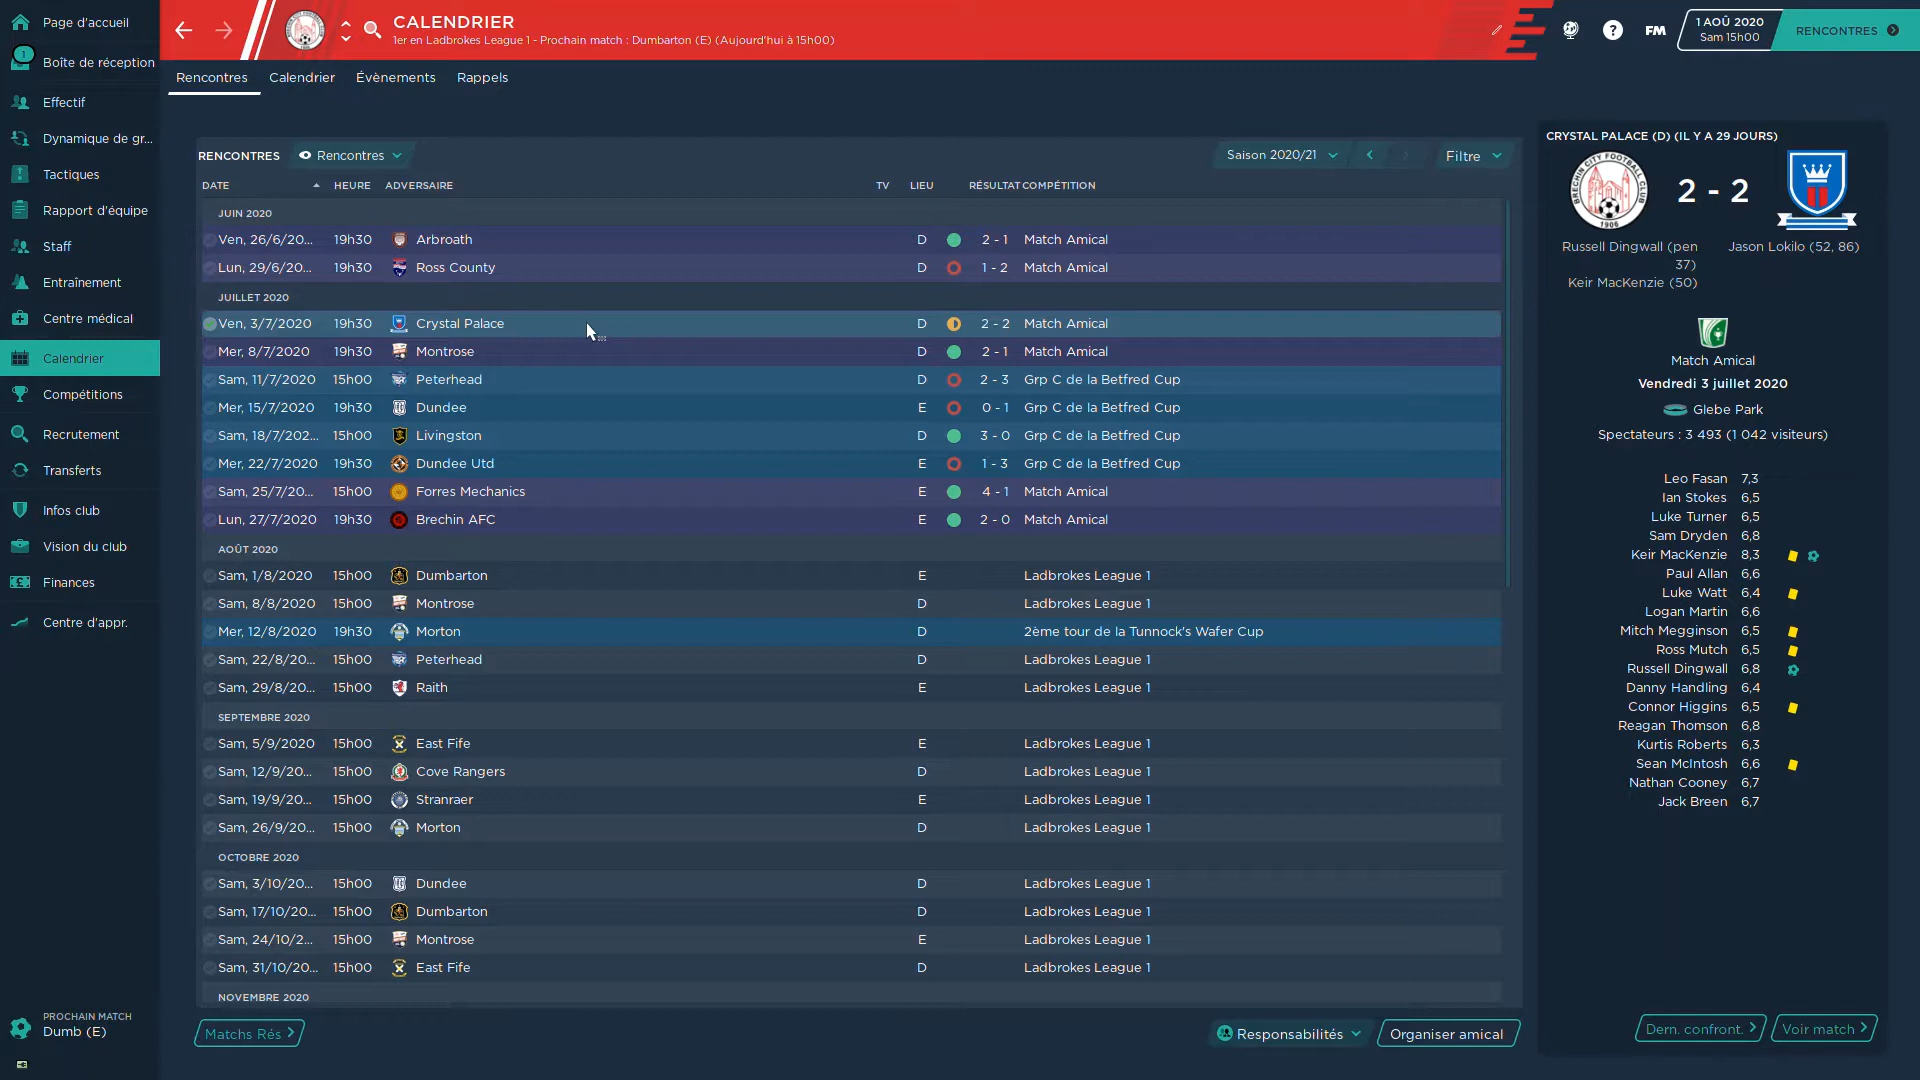 Page d'accueil
1
Boîte de réception
Effectif
Dynamique de gr...
Tactiques
Rapport d'équipe
Staff
Entraînement
Centre médical
Calendrier
Compétitions
Recrutement
Transferts
Infos club
Vision du club
Finances
Centre d'appr.
PROCHAIN MATCH
Dumb (E)
CALENDRIER
1er en Ladbrokes League 1 - Prochain match : Dumbarton (E) (Aujourd'hui à 15h00)
? FM
1 AOÛ 2020
Sam 15h00
RENCONTRES
Rencontres Calendrier Évènements Rappels
RENCONTRES Rencontres Saison 2020/21 Filtre
DATE HEURE ADVERSAIRE TV LIEU RÉSULTAT COMPÉTITION
JUIN 2020
Ven, 26/6/20... 19h30 Arbroath D 2 - 1 Match Amical
Lun, 29/6/20... 19h30 Ross County D 1 - 2 Match Amical
JUILLET 2020
Ven, 3/7/2020 19h30 Crystal Palace D 2 - 2 Match Amical
Mer, 8/7/2020 19h30 Montrose D 2 - 1 Match Amical
Sam, 11/7/2020 15h00 Peterhead D 2 - 3 Grp C de la Betfred Cup
Mer, 15/7/2020 19h30 Dundee E 0 - 1 Grp C de la Betfred Cup
Sam, 18/7/202... 15h00 Livingston D 3 - 0 Grp C de la Betfred Cup
Mer, 22/7/2020 19h30 Dundee Utd E 1 - 3 Grp C de la Betfred Cup
Sam, 25/7/20... 15h00 Forres Mechanics E 4 - 1 Match Amical
Lun, 27/7/2020 19h30 Brechin AFC E 2 - 0 Match Amical
AOÛT 2020
Sam, 1/8/2020 15h00 Dumbarton E Ladbrokes League 1
Sam, 8/8/2020 15h00 Montrose D Ladbrokes League 1
Mer, 12/8/2020 19h30 Morton D 2ème tour de la Tunnock's Wafer Cup
Sam, 22/8/20... 15h00 Peterhead D Ladbrokes League 1
Sam, 29/8/20... 15h00 Raith E Ladbrokes League 1
SEPTEMBRE 2020
Sam, 5/9/2020 15h00 East Fife E Ladbrokes League 1
Sam, 12/9/20... 15h00 Cove Rangers D Ladbrokes League 1
Sam, 19/9/20... 15h00 Stranraer E Ladbrokes League 1
Sam, 26/9/20... 15h00 Morton D Ladbrokes League 1
OCTOBRE 2020
Sam, 3/10/20... 15h00 Dundee D Ladbrokes League 1
Sam, 17/10/20... 15h00 Dumbarton D Ladbrokes League 1
Sam, 24/10/2... 15h00 Montrose E Ladbrokes League 1
Sam, 31/10/20... 15h00 East Fife D Ladbrokes League 1
NOVEMBRE 2020
Matchs Rés
Responsabilités
Organiser amical
CRYSTAL PALACE (D) (IL Y A 29 JOURS)
BRECHIN CITY FOOTBALL CLUB
1906
2 - 2
Russell Dingwall (pen 37)
Keir MacKenzie (50)
Jason Lokilo (52, 86)
Match Amical
Vendredi 3 juillet 2020
Glebe Park
Spectateurs : 3 493 (1 042 visiteurs)
Leo Fasan 7,3
Ian Stokes 6,5
Luke Turner 6,5
Sam Dryden 6,8
Keir MacKenzie 8,3
Paul Allan 6,6
Luke Watt 6,4
Logan Martin 6,6
Mitch Megginson 6,5
Ross Mutch 6,5
Russell Dingwall 6,8
Danny Handling 6,4
Connor Higgins 6,5
Reagan Thomson 6,8
Kurtis Roberts 6,3
Sean McIntosh 6,6
Nathan Cooney 6,7
Jack Breen 6,7
Dern. confront.
Voir match